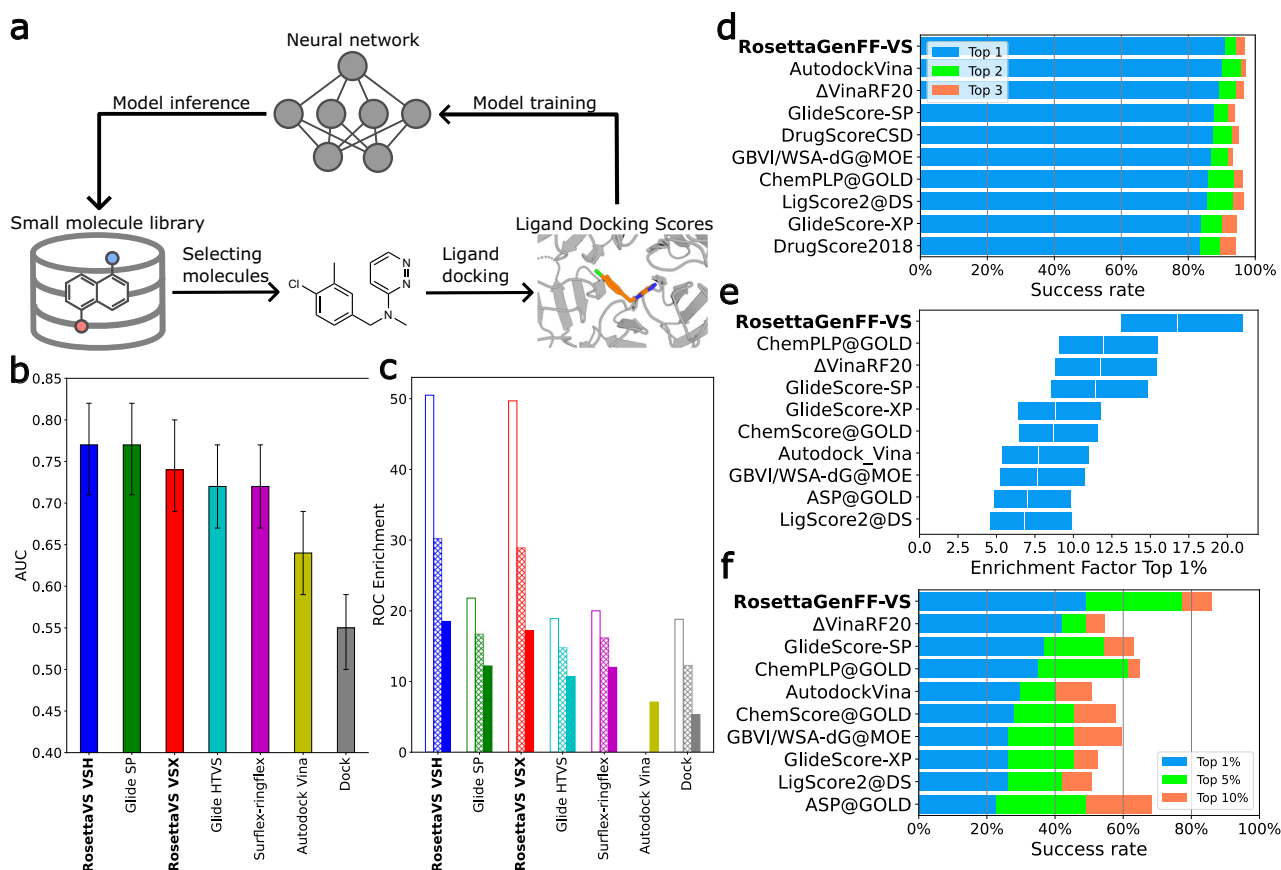 a
Neural network
Model inference
Model training
Small molecule library
Selecting
molecules
Cl
N
N
N
Ligand
docking
Ligand Docking Scores
b
0.85
0.80
0.75
0.70
0.65
0.60
0.55
0.50
0.45
0.40
AUC
RosettaVS VSH
Glide SP
RosettaVS VSX
Glide HTVS
Surflex-ringflex
Autodock Vina
Dock
c
50
40
30
20
10
0
ROC Enrichment
RosettaVS VSH
Glide SP
RosettaVS VSX
Glide HTVS
Surflex-ringflex
Autodock Vina
Dock
d
RosettaGenFF-VS
AutodockVina
ΔVinaRF20
GlideScore-SP
DrugScoreCSD
GBVI/WSA-dG@MOE
ChemPLP@GOLD
LigScore2@DS
GlideScore-XP
DrugScore2018
Top 1
Top 2
Top 3
0% 20% 40% 60% 80% 100%
Success rate
e
RosettaGenFF-VS
ChemPLP@GOLD
ΔVinaRF20
GlideScore-SP
GlideScore-XP
ChemScore@GOLD
Autodock_Vina
GBVI/WSA-dG@MOE
ASP@GOLD
LigScore2@DS
0.0 2.5 5.0 7.5 10.0 12.5 15.0 17.5 20.0
Enrichment Factor Top 1%
f
RosettaGenFF-VS
ΔVinaRF20
GlideScore-SP
ChemPLP@GOLD
AutodockVina
ChemScore@GOLD
GBVI/WSA-dG@MOE
GlideScore-XP
LigScore2@DS
ASP@GOLD
Top 1%
Top 5%
Top 10%
0% 20% 40% 60% 80% 100%
Success rate